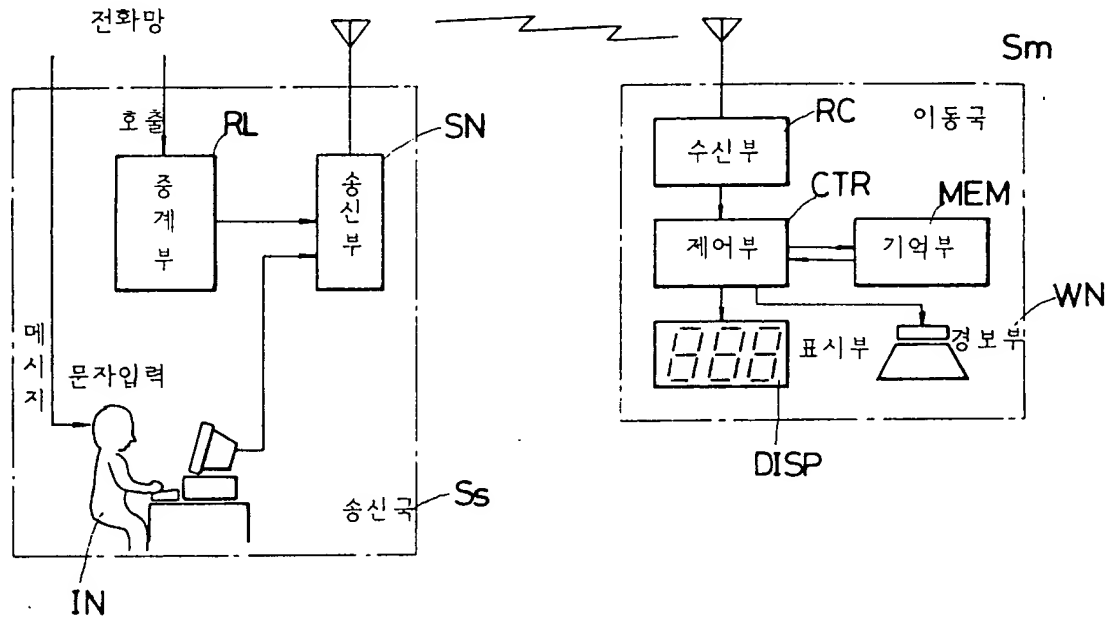 전화망
호출
RL
중계부
SN
송신부
메시지
문자입력
송신국
Ss
IN
Sm
이동국
RC
수신부
CTR
제어부
MEM
기억부
표시부
DISP
경보부
WN